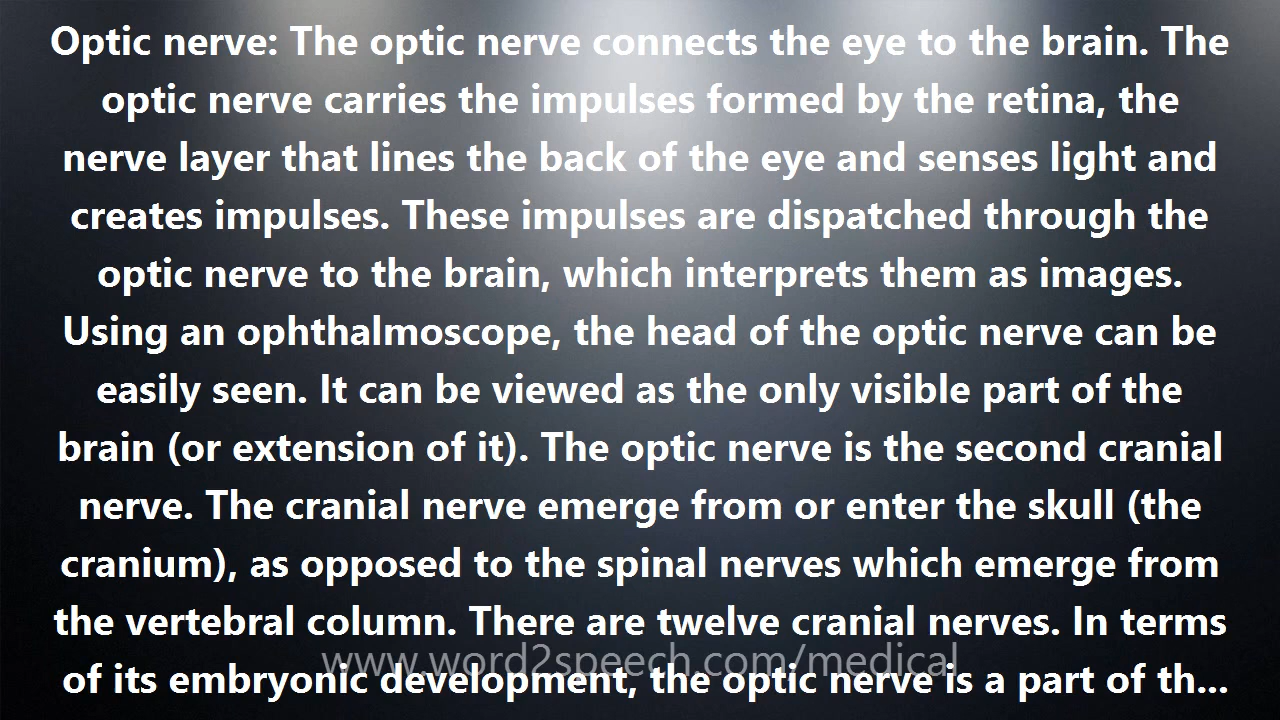 Optic nerve: The optic nerve connects the eye to the brain. The
optic nerve carries the impulses formed by the retina, the
nerve layer that lines the back of the eye and senses light and
creates impulses. These impulses are dispatched through the
optic nerve to the brain, which interprets them as images.
Using an ophthalmoscope, the head of the optic nerve can be
easily seen. It can be viewed as the only visible part of the
brain (or extension of it). The optic nerve is the second cranial
nerve. The cranial nerve emerge from or enter the skull (the
cranium), as opposed to the spinal nerves which emerge from
the vertebral column. There are twelve cranial nerves. In terms
www.word2speech.com/medical
of its embryonic development, the optic nerve is a part of th...